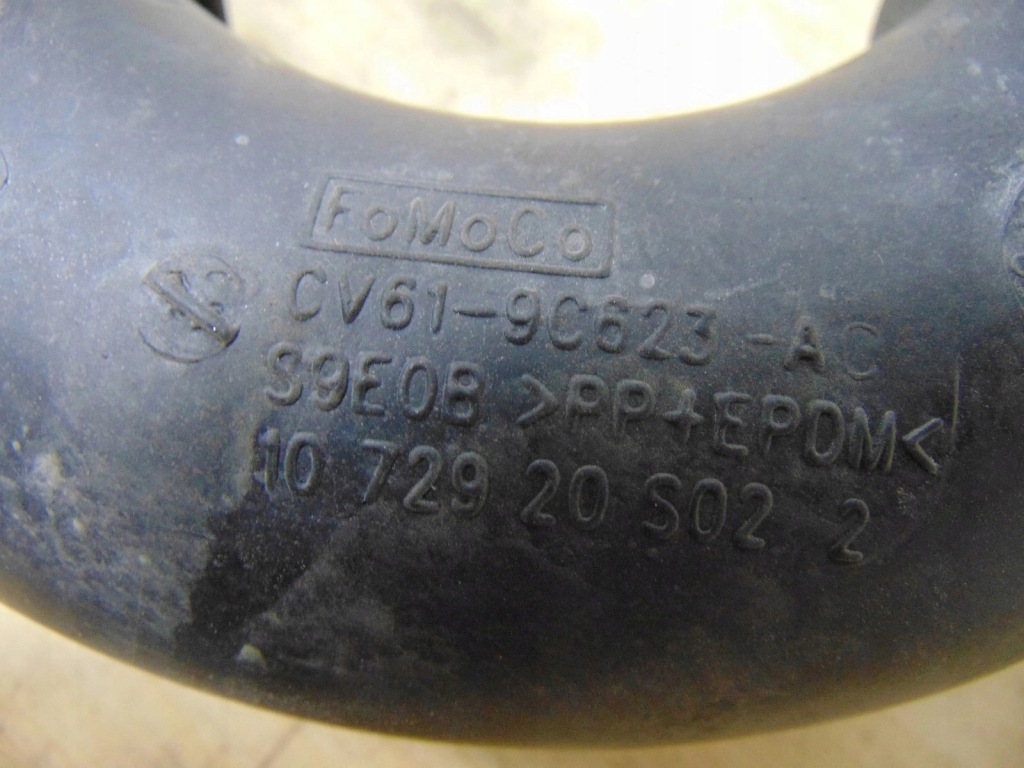 FoMoCo
CV61-9C623-AC
S9E0B >PP+EPDM<
10 729 20 S02 2